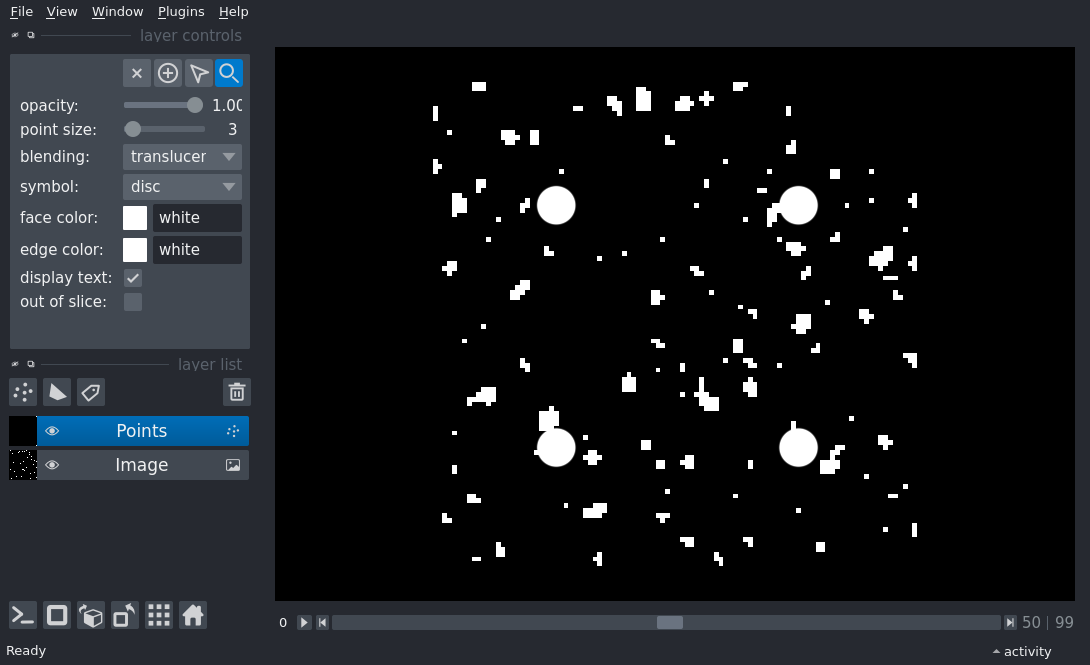 File View Window Plugins Help
layer controls
opacity: 1.00
point size: 3
blending: translucer
symbol: disc
face color: white
edge color: white
display text:
out of slice:
layer list
Points
Image
0 50 | 99
Ready activity